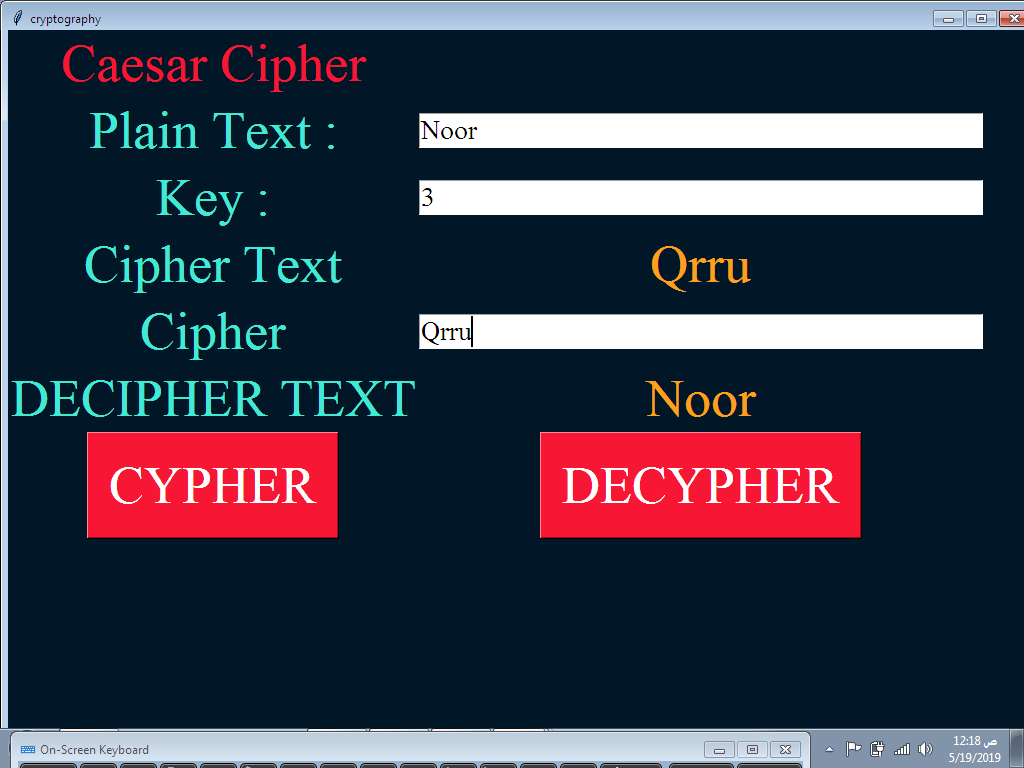 cryptography
Caesar Cipher
Plain Text : Noor
Key : 3
Cipher Text Qrru
Cipher Qrru
DECIPHER TEXT Noor
CYPHER DECYPHER
On-Screen Keyboard
12:18 ص
5/19/2019